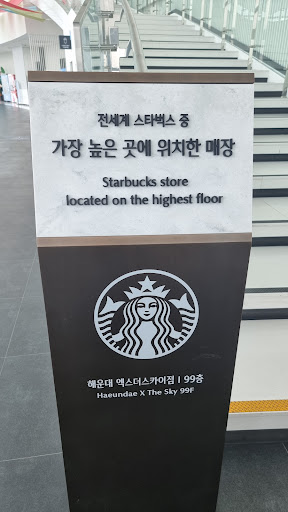 전세계 스타벅스 중
가장 높은 곳에 위치한 매장
Starbucks store
located on the highest floor
해운대 엑스더스카이점 | 99층
Haeundae X The Sky 99F